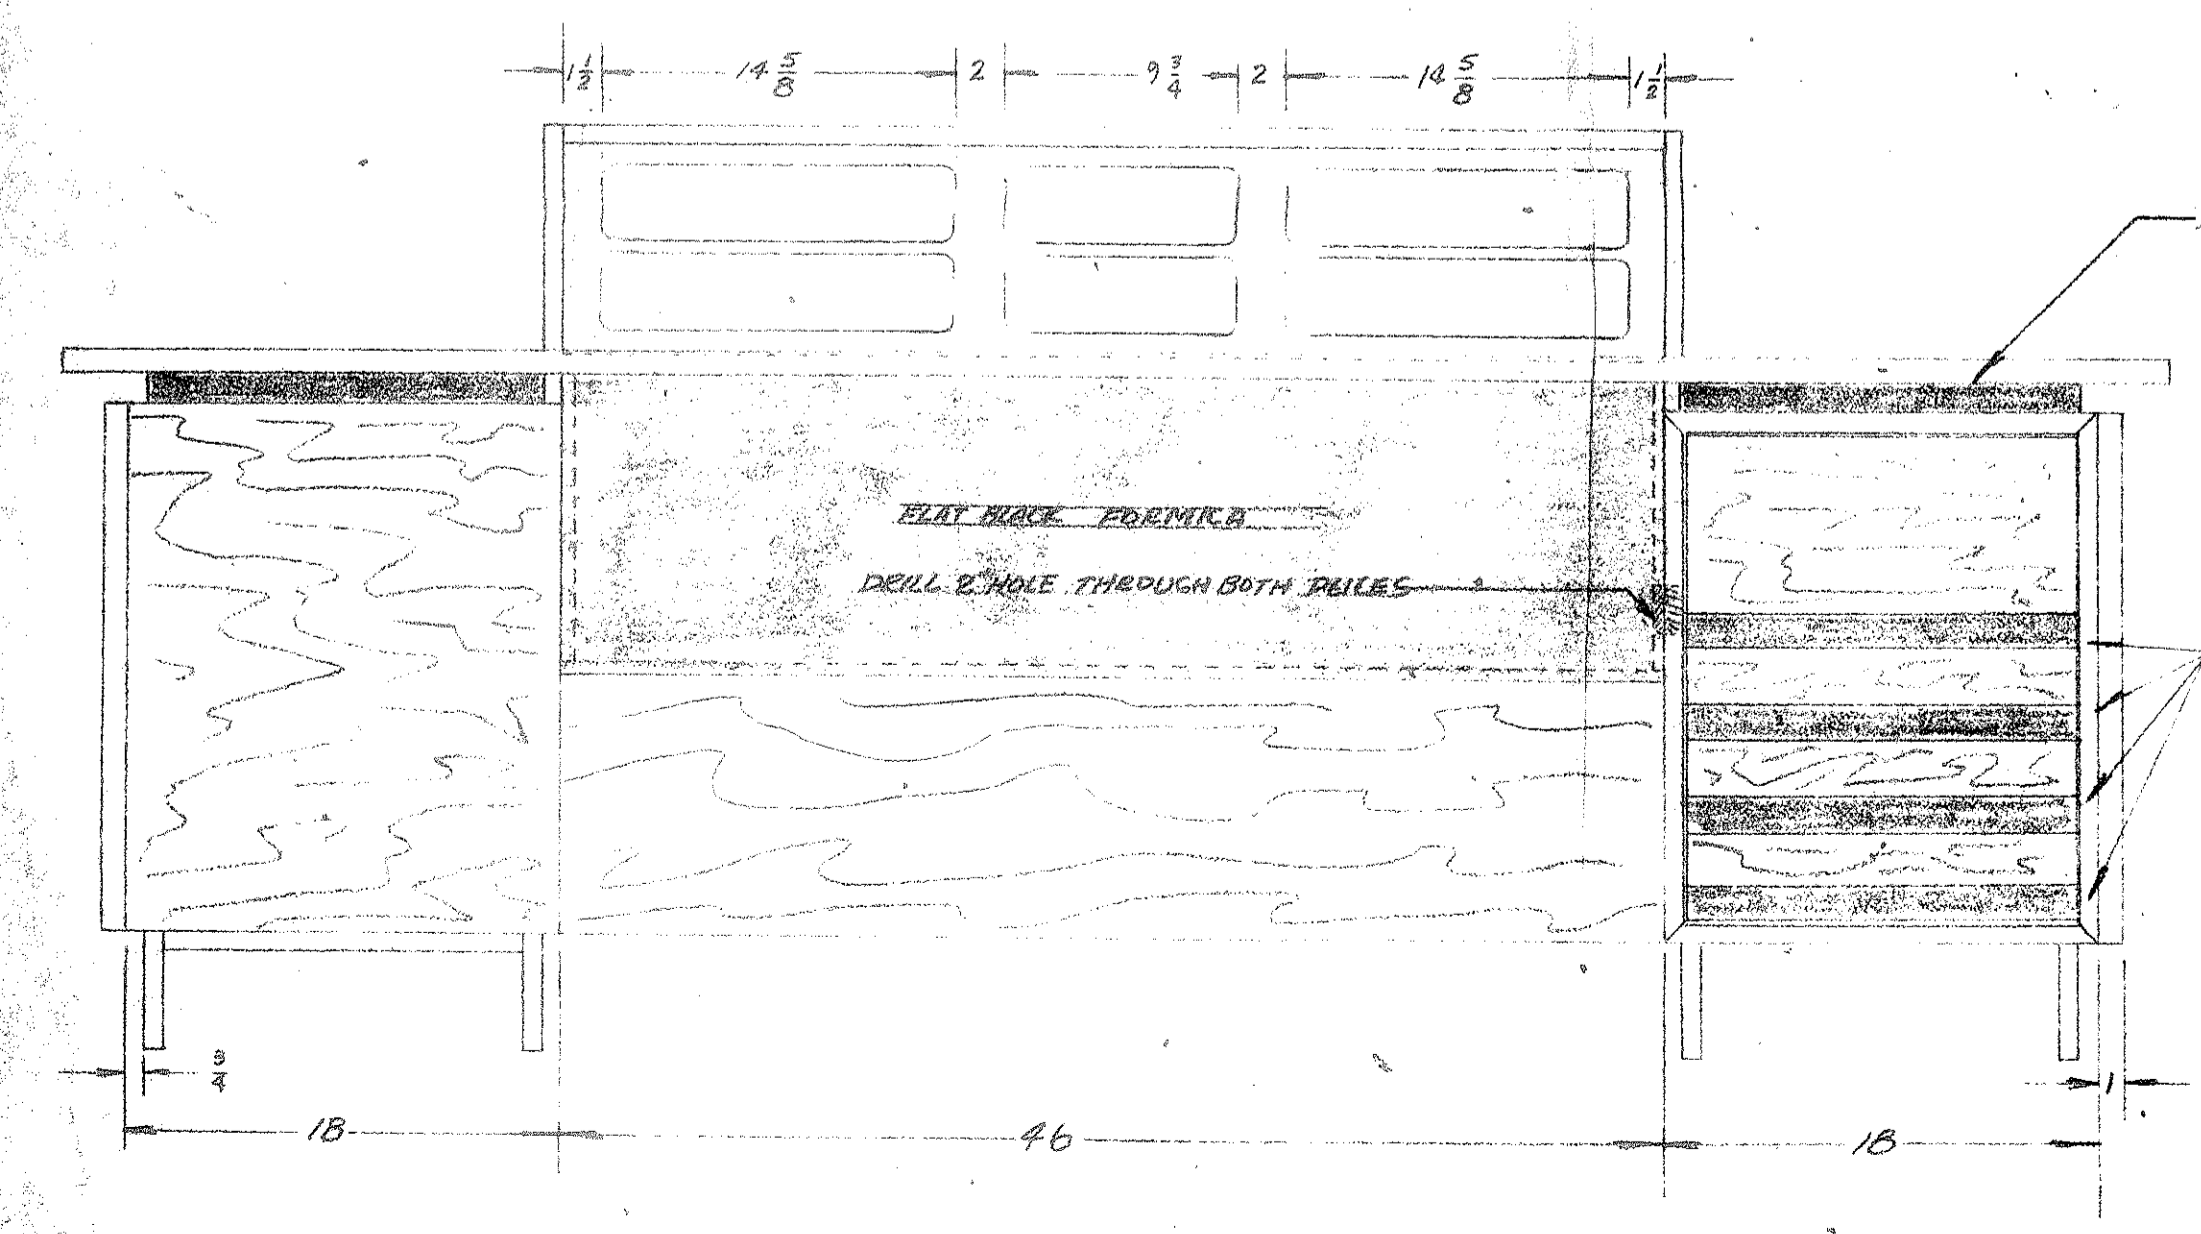 1 1/2 14 5/8 2 9 3/4 2 14 5/8 1 1/2
FLAT BLACK FORMICA
DRILL 2" HOLE THROUGH BOTH
3/4
1
18 46 18